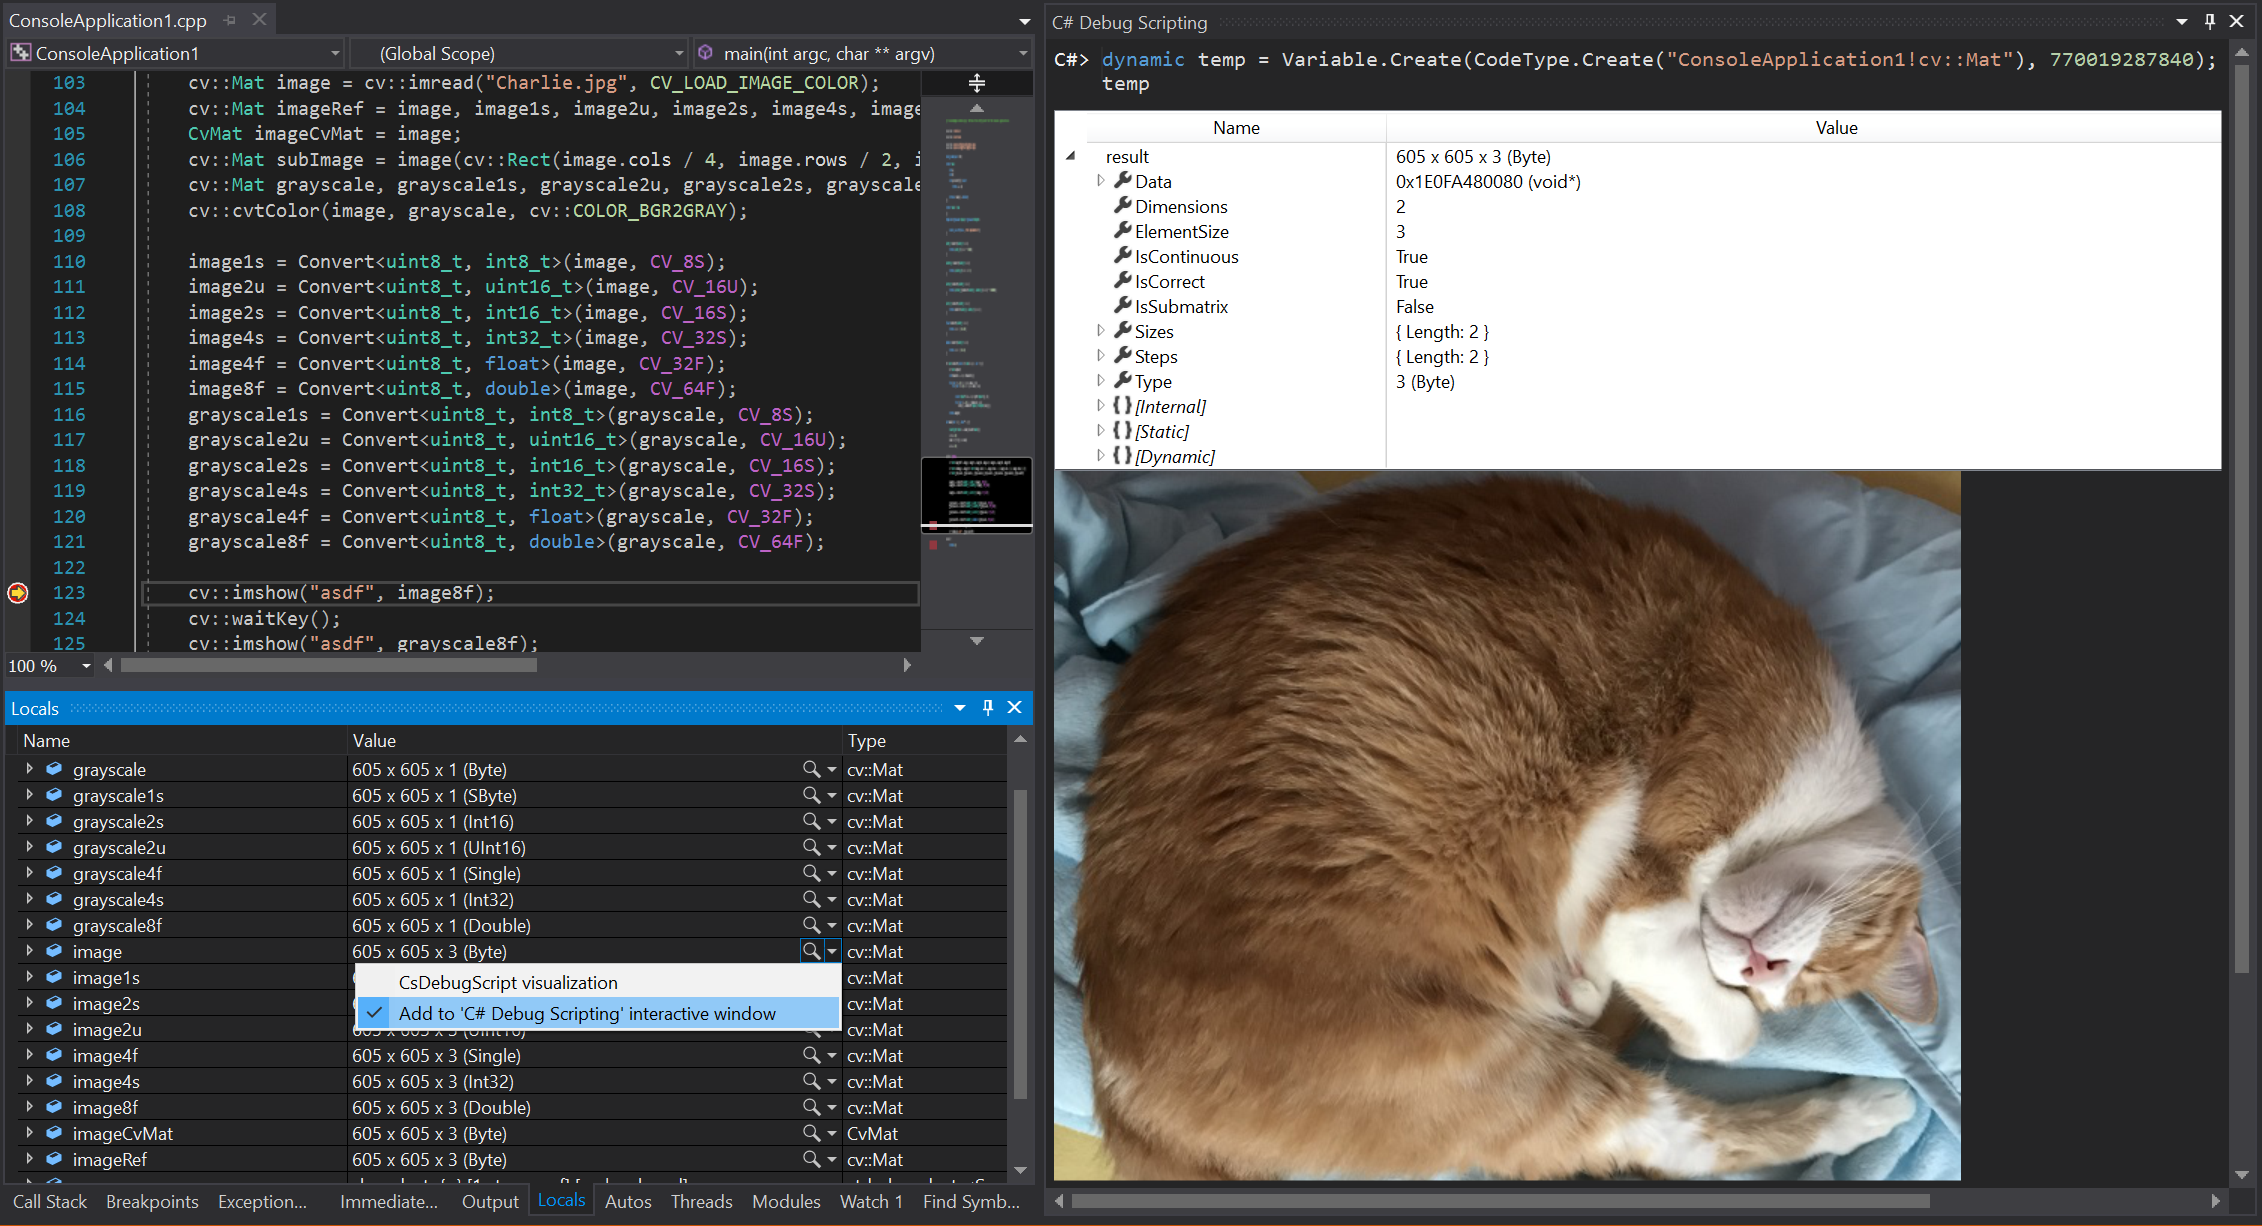 ConsoleApplication1.cpp
ConsoleApplication1
(Global Scope)
main(int argc, char ** argv)
103 cv::Mat image = cv::imread("Charlie.jpg", CV_LOAD_IMAGE_COLOR);
104 cv::Mat imageRef = image, image1s, image2u, image2s, image4s, image
105 CvMat imageCvMat = image;
106 cv::Mat subImage = image(cv::Rect(image.cols / 4, image.rows / 2, i
107 cv::Mat grayscale, grayscale1s, grayscale2u, grayscale2s, grayscale
108 cv::cvtColor(image, grayscale, cv::COLOR_BGR2GRAY);
109
110 image1s = Convert<uint8_t, int8_t>(image, CV_8S);
111 image2u = Convert<uint8_t, uint16_t>(image, CV_16U);
112 image2s = Convert<uint8_t, int16_t>(image, CV_16S);
113 image4s = Convert<uint8_t, int32_t>(image, CV_32S);
114 image4f = Convert<uint8_t, float>(image, CV_32F);
115 image8f = Convert<uint8_t, double>(image, CV_64F);
116 grayscale1s = Convert<uint8_t, int8_t>(grayscale, CV_8S);
117 grayscale2u = Convert<uint8_t, uint16_t>(grayscale, CV_16U);
118 grayscale2s = Convert<uint8_t, int16_t>(grayscale, CV_16S);
119 grayscale4s = Convert<uint8_t, int32_t>(grayscale, CV_32S);
120 grayscale4f = Convert<uint8_t, float>(grayscale, CV_32F);
121 grayscale8f = Convert<uint8_t, double>(grayscale, CV_64F);
122
123 cv::imshow("asdf", image8f);
124 cv::waitKey();
125 cv::imshow("asdf", grayscale8f);
100 %
Locals
Name Value Type
grayscale 605 x 605 x 1 (Byte) cv::Mat
grayscale1s 605 x 605 x 1 (SByte) cv::Mat
grayscale2s 605 x 605 x 1 (Int16) cv::Mat
grayscale2u 605 x 605 x 1 (UInt16) cv::Mat
grayscale4f 605 x 605 x 1 (Single) cv::Mat
grayscale4s 605 x 605 x 1 (Int32) cv::Mat
grayscale8f 605 x 605 x 1 (Double) cv::Mat
image 605 x 605 x 3 (Byte) cv::Mat
image1s cv::Mat
CsDebugScript visualization
image2s cv::Mat
Add to 'C# Debug Scripting' interactive window
image2u 605 x 605 x 3 (UInt16) cv::Mat
image4f 605 x 605 x 3 (Single) cv::Mat
image4s 605 x 605 x 3 (Int32) cv::Mat
image8f 605 x 605 x 3 (Double) cv::Mat
imageCvMat 605 x 605 x 3 (Byte) CvMat
imageRef 605 x 605 x 3 (Byte) cv::Mat
Call Stack Breakpoints Exception... Immediate... Output Locals Autos Threads Modules Watch 1 Find Symb...
C# Debug Scripting
C#> dynamic temp = Variable.Create(CodeType.Create("ConsoleApplication1!cv::Mat"), 770019287840);
temp
Name Value
result 605 x 605 x 3 (Byte)
Data 0x1E0FA480080 (void*)
Dimensions 2
ElementSize 3
IsContinuous True
IsCorrect True
IsSubmatrix False
Sizes { Length: 2 }
Steps { Length: 2 }
Type 3 (Byte)
[Internal]
[Static]
[Dynamic]